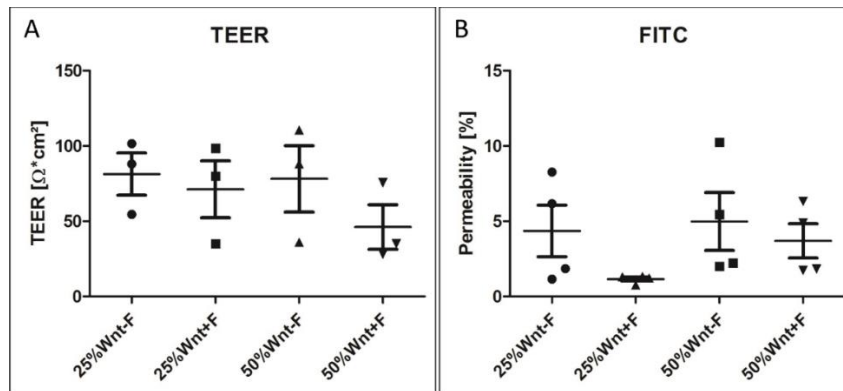 A
TEER
TEER [Ω*cm²]
150
100
50
0
25%Wnt-F
25%Wnt+F
50%Wnt-F
50%Wnt+F
B
FITC
Permeability [%]
15
10
5
0
25%Wnt-F
25%Wnt+F
50%Wnt-F
50%Wnt+F